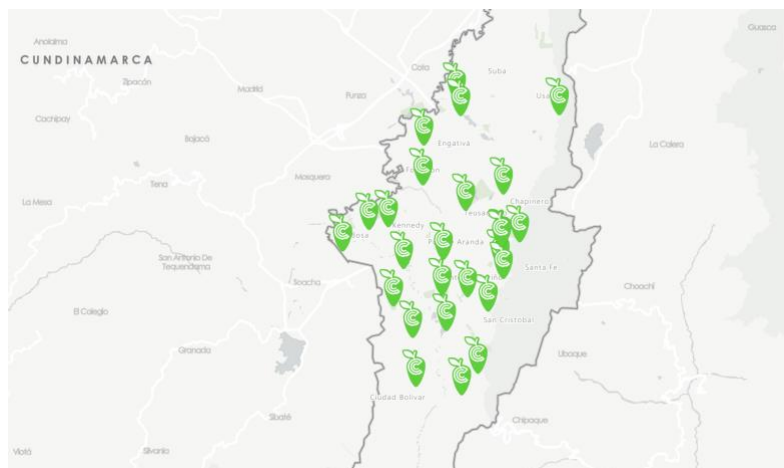 Guasca
Anolaima
CUNDINAMARCA
Cota
Suba
Zipacón
Madrid
Funza
Cachipay
La Calera
Bojacá
Engativa
Mosquera
Tena
La Mesa
Chapinero
Kennedy
Aranda
San Antonio De
Tequendama
Santa Fe
Soacha
Choachí
El Colegio
San Cristobal
Granada
Ubaque
Ciudad Bolívar
Sibaté
Chipaque
Viotá
Silvania